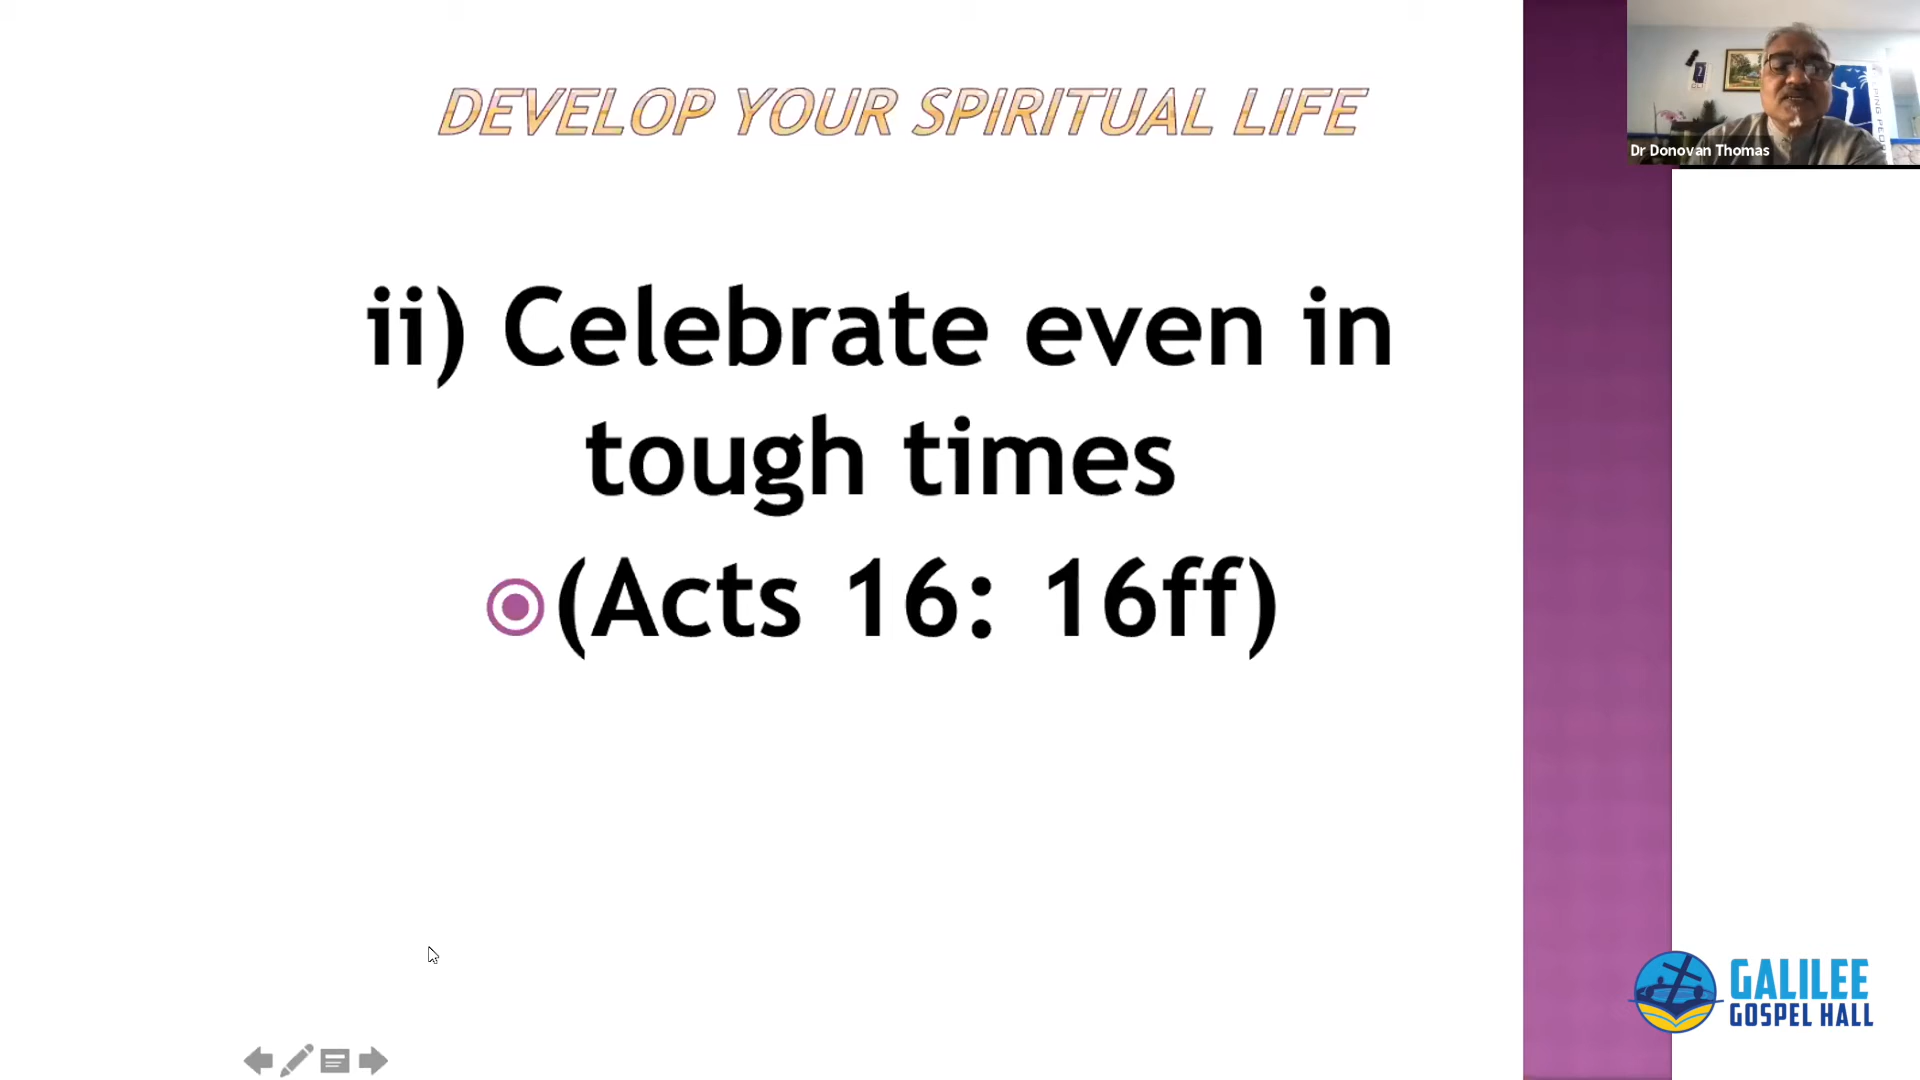 DEVELOP YOUR SPIRITUAL LIFE
ii) Celebrate even in
tough times
(Acts 16: 16ff)
Dr Donovan Thomas
GALILEE
GOSPEL HALL